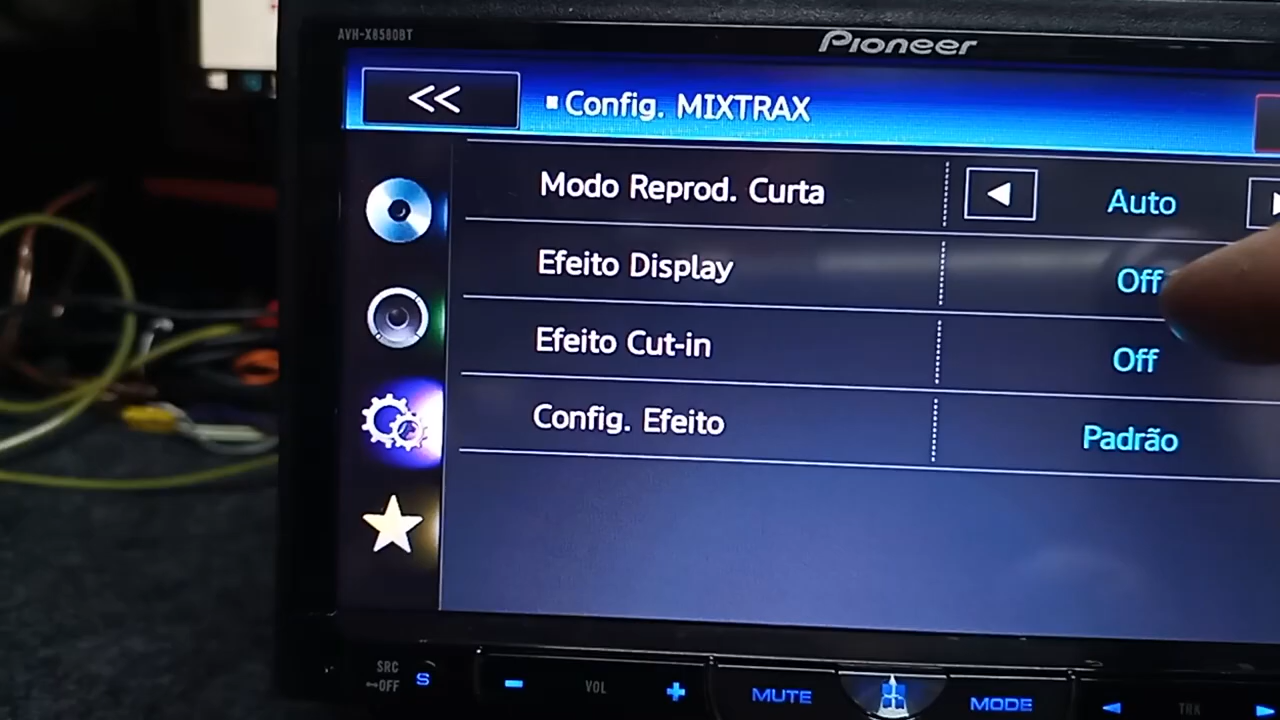 AVH-X8580BT
Pioneer
<< Config. MIXTRAX
Modo Reprod. Curta Auto
Efeito Display Off
Efeito Cut-in Off
Config. Efeito Padrão
SRC
OFF
S
VOL
MUTE
MODE
TRK